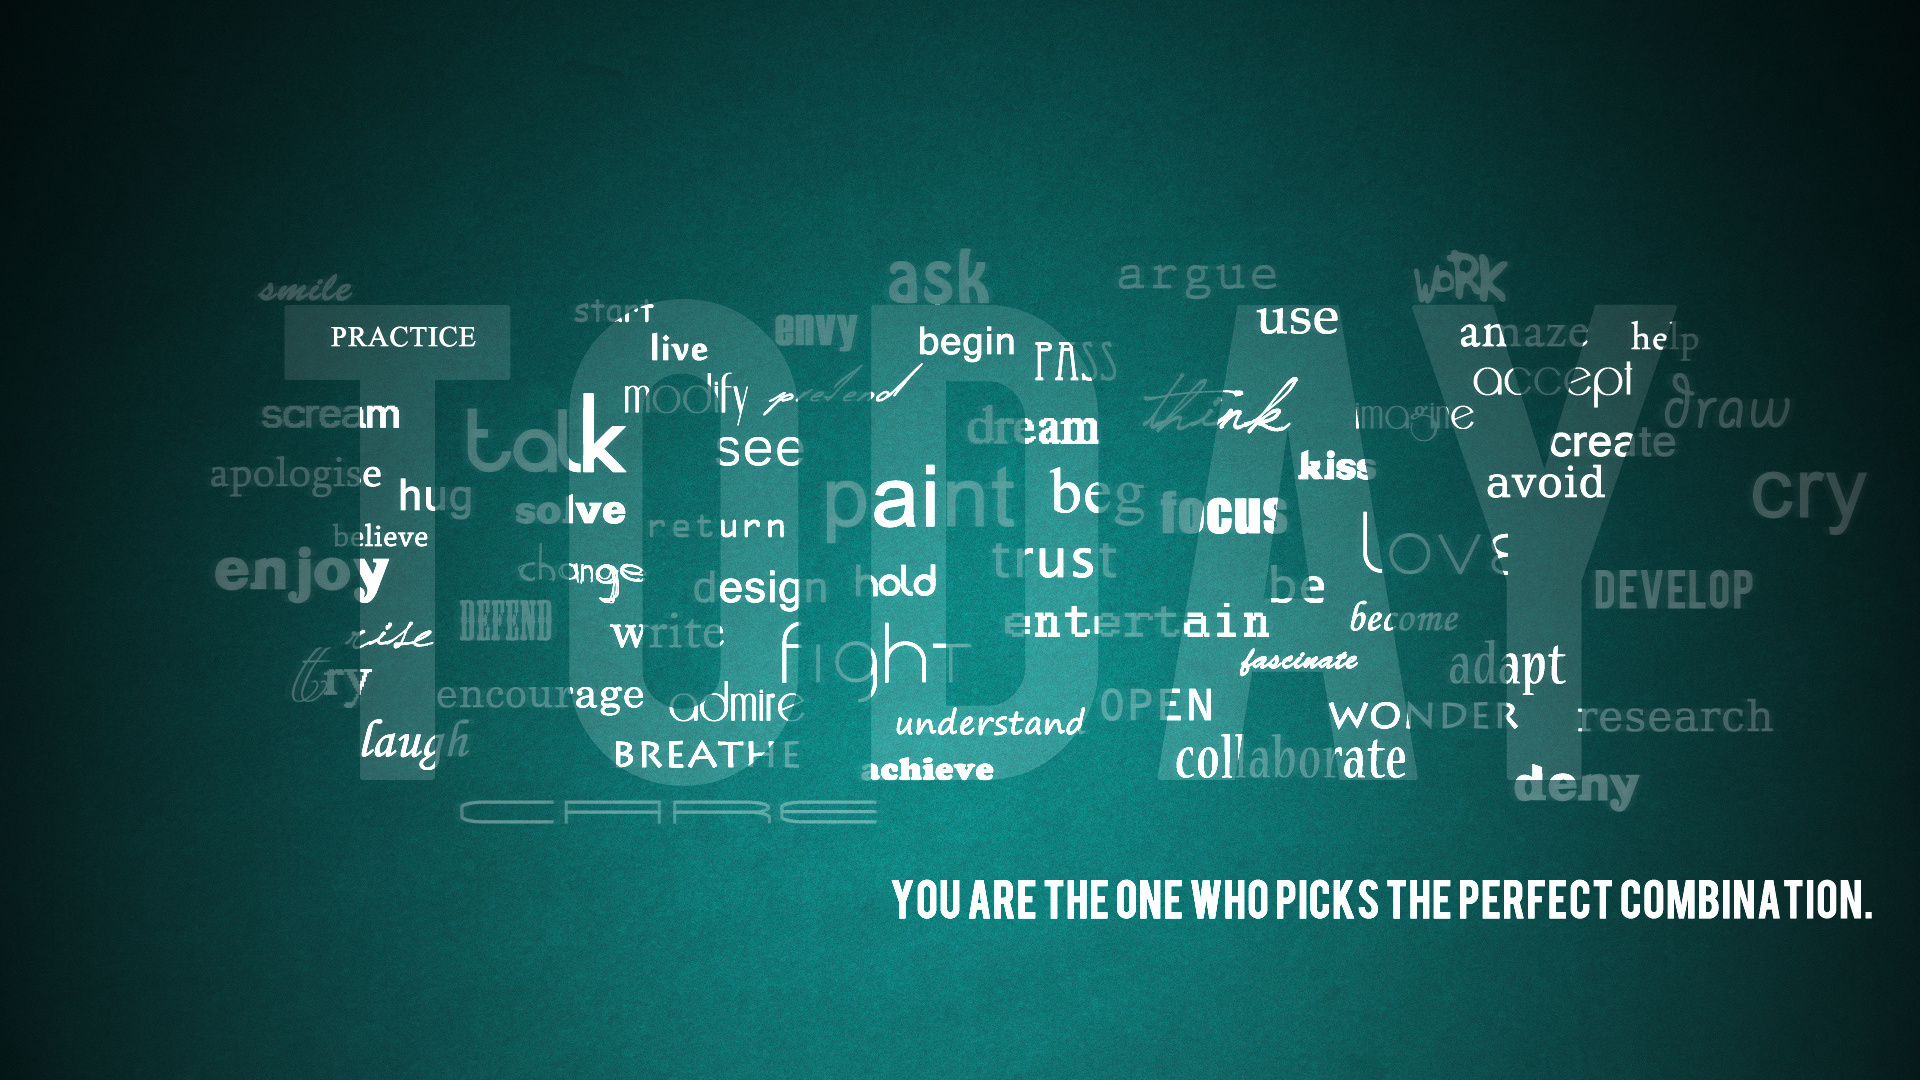 TODAY
smile
ask
argue
WORK
start
PRACTICE
live
envy
begin
PASS
use
amaze
help
modify
pretend
think
imagine
accept
draw
scream
talk
see
dream
kiss
create
apologise
hug
solve
return
paint
beg
focus
avoid
cry
believe
enjoy
change
design
hold
trust
be
love
DEVELOP
rise
DEFEND
write
fight
entertain
become
try
encourage
admire
fascinate
adapt
laugh
BREATHE
understand
OPEN
WONDER
research
achieve
collaborate
deny
CARE
YOU ARE THE ONE WHO PICKS THE PERFECT COMBINATION.